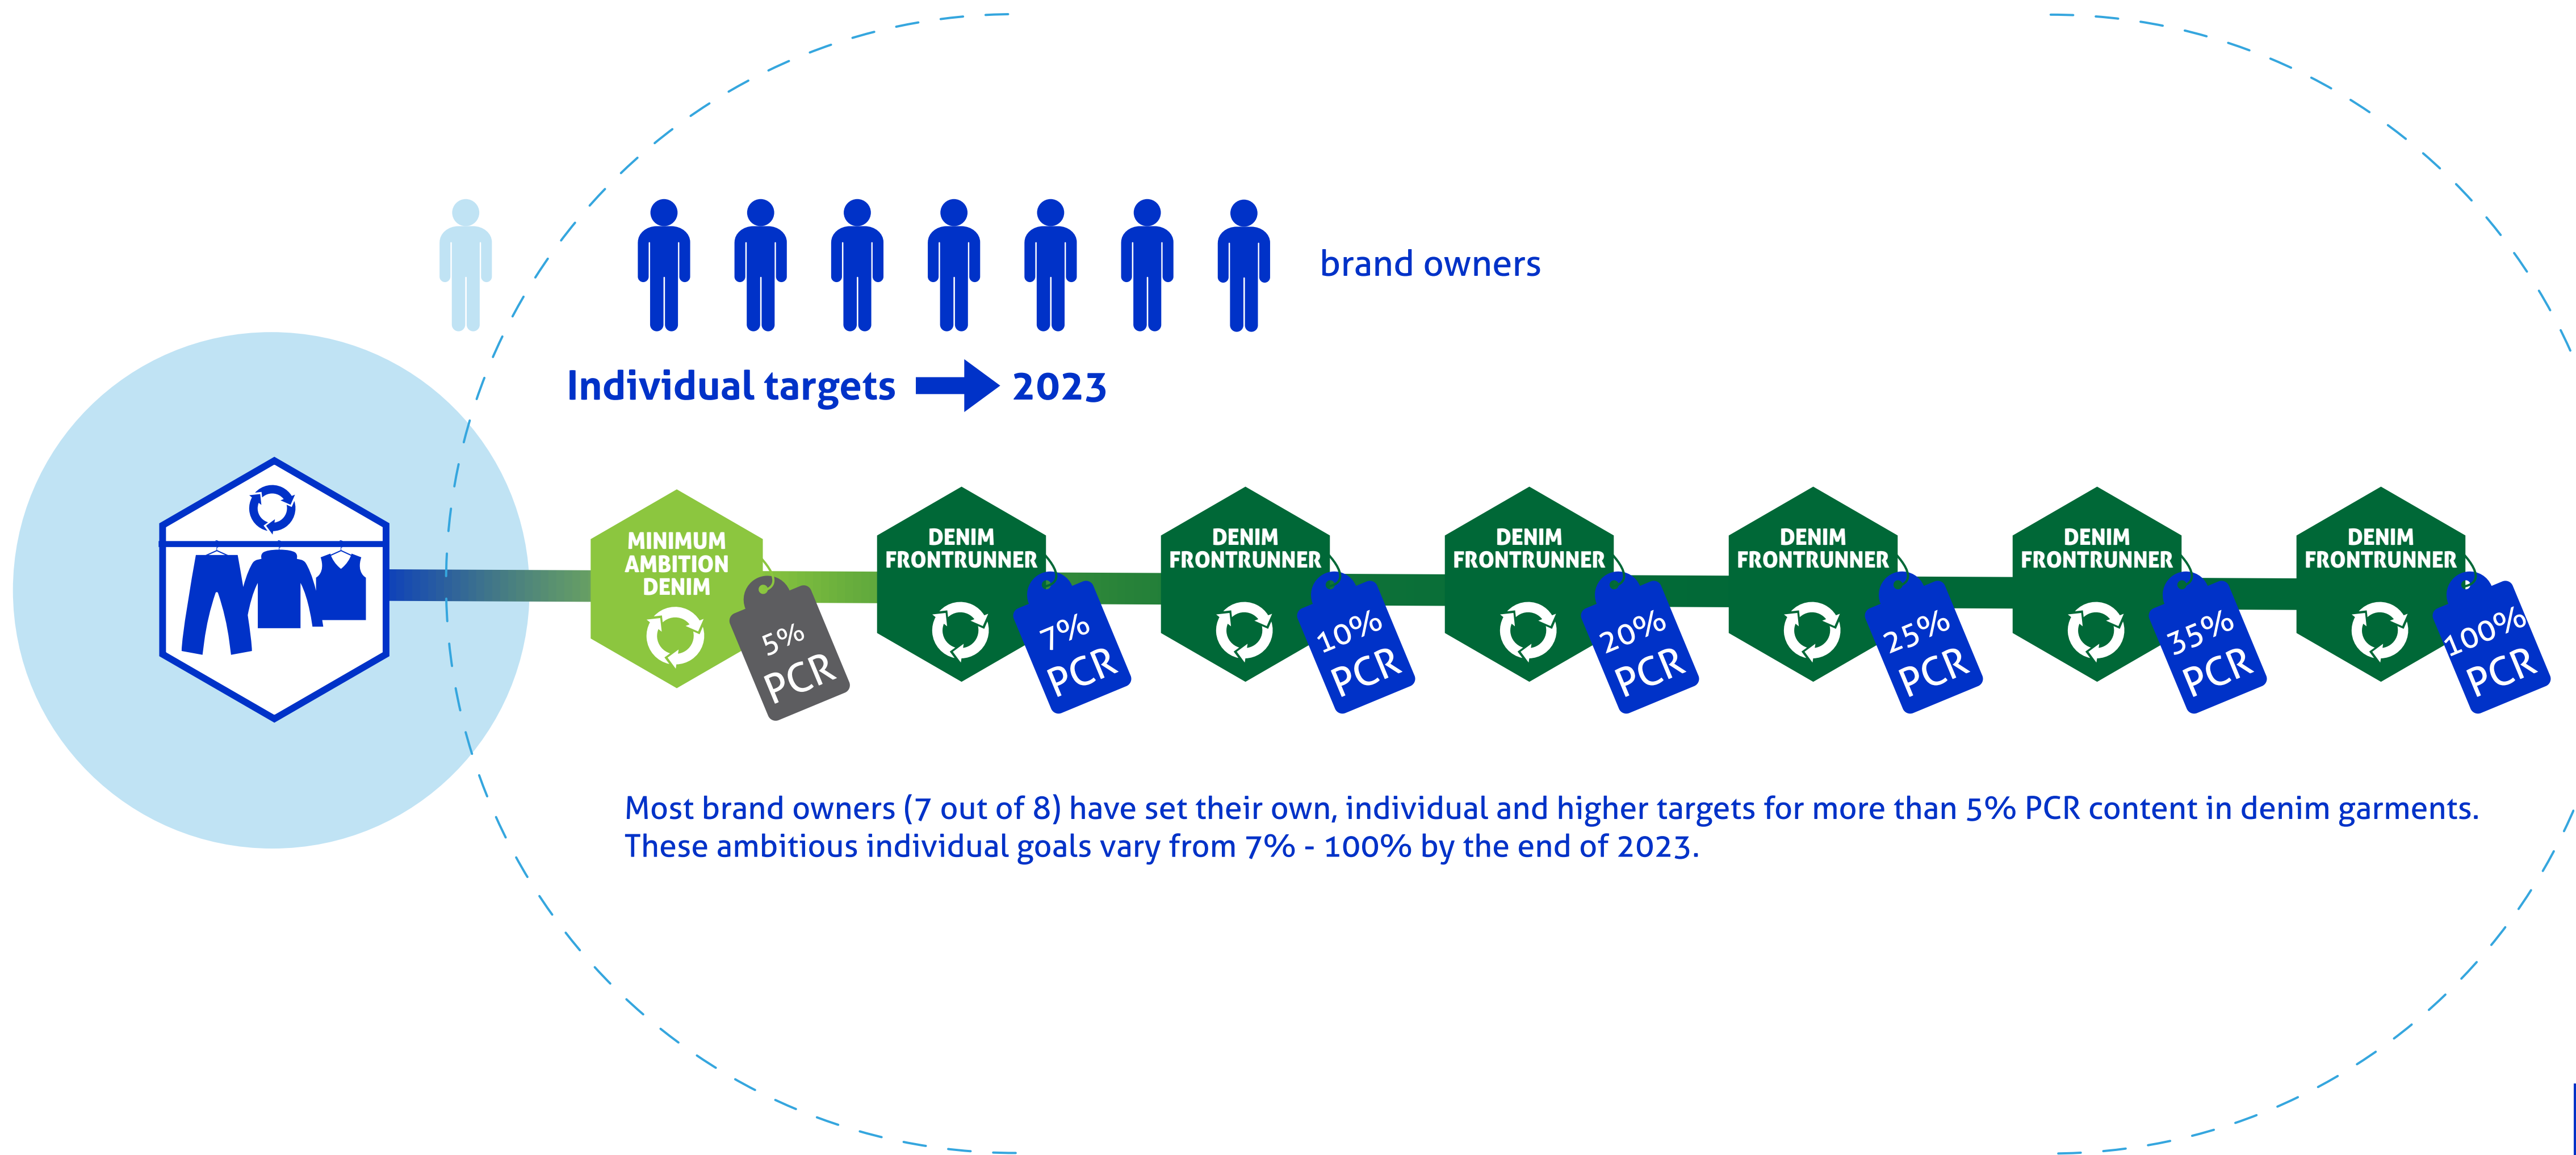 brand owners
Individual targets 2023
MINIMUM
AMBITION
DENIM
5%
PCR
DENIM
FRONTRUNNER
7%
PCR
DENIM
FRONTRUNNER
10%
PCR
DENIM
FRONTRUNNER
20%
PCR
DENIM
FRONTRUNNER
25%
PCR
DENIM
FRONTRUNNER
35%
PCR
DENIM
FRONTRUNNER
100%
PCR
Most brand owners (7 out of 8) have set their own, individual and higher targets for more than 5% PCR content in denim garments.
These ambitious individual goals vary from 7% - 100% by the end of 2023.